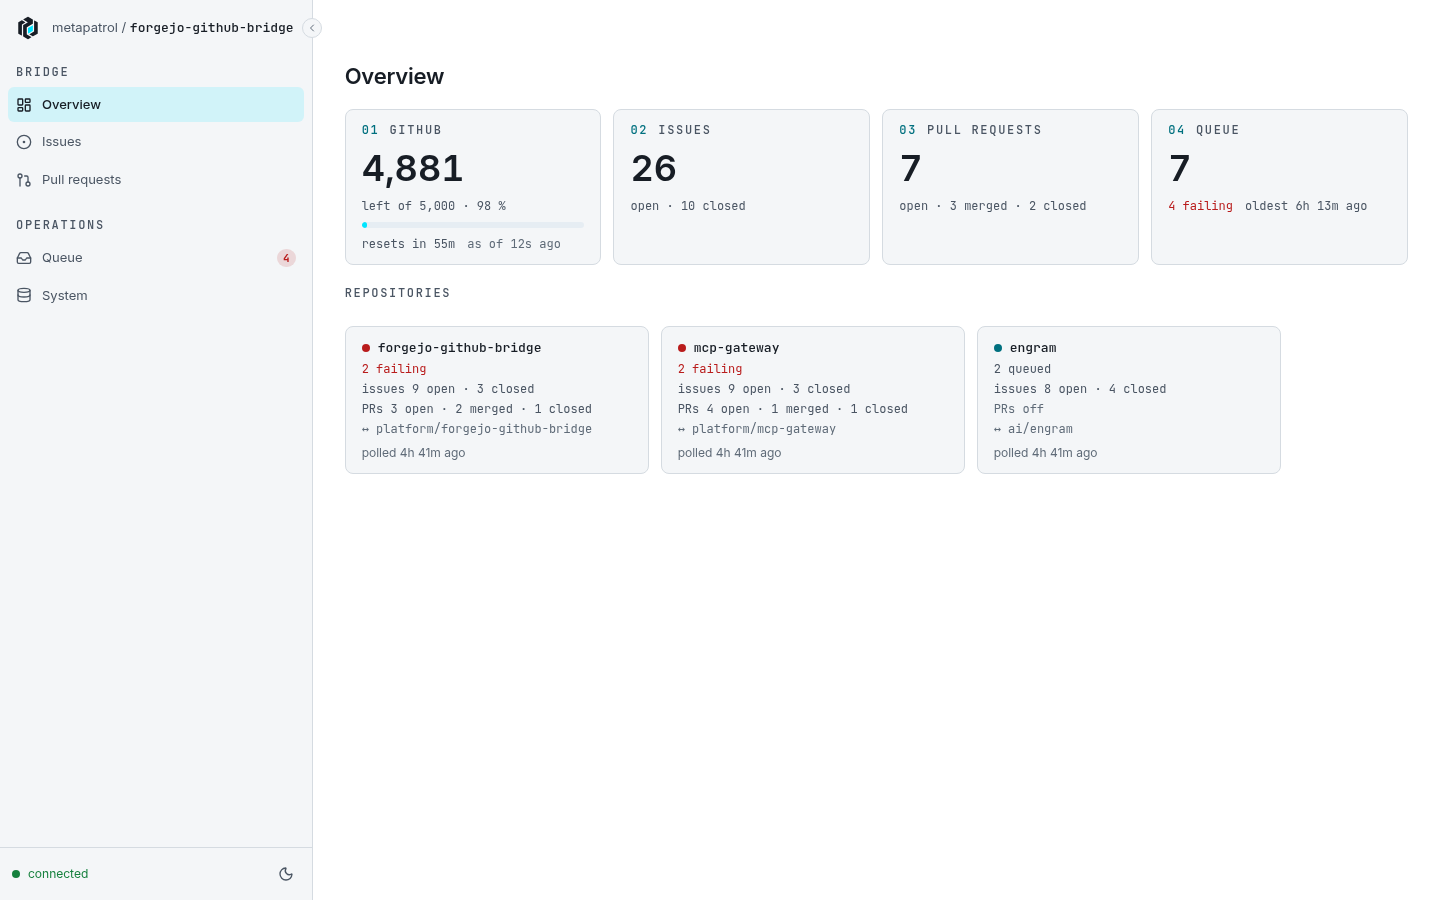 metapatrol / forgejo-github-bridge
BRIDGE
Overview
Issues
Pull requests
OPERATIONS
Queue 4
System
connected
Overview
01 GITHUB
4,881
left of 5,000 · 98 %
resets in 55m as of 12s ago
02 ISSUES
26
open · 10 closed
03 PULL REQUESTS
7
open · 3 merged · 2 closed
04 QUEUE
7
4 failing oldest 6h 13m ago
REPOSITORIES
forgejo-github-bridge
2 failing
issues 9 open · 3 closed
PRs 3 open · 2 merged · 1 closed
↔ platform/forgejo-github-bridge
polled 4h 41m ago
mcp-gateway
2 failing
issues 9 open · 3 closed
PRs 4 open · 1 merged · 1 closed
↔ platform/mcp-gateway
polled 4h 41m ago
engram
2 queued
issues 8 open · 4 closed
PRs off
↔ ai/engram
polled 4h 41m ago